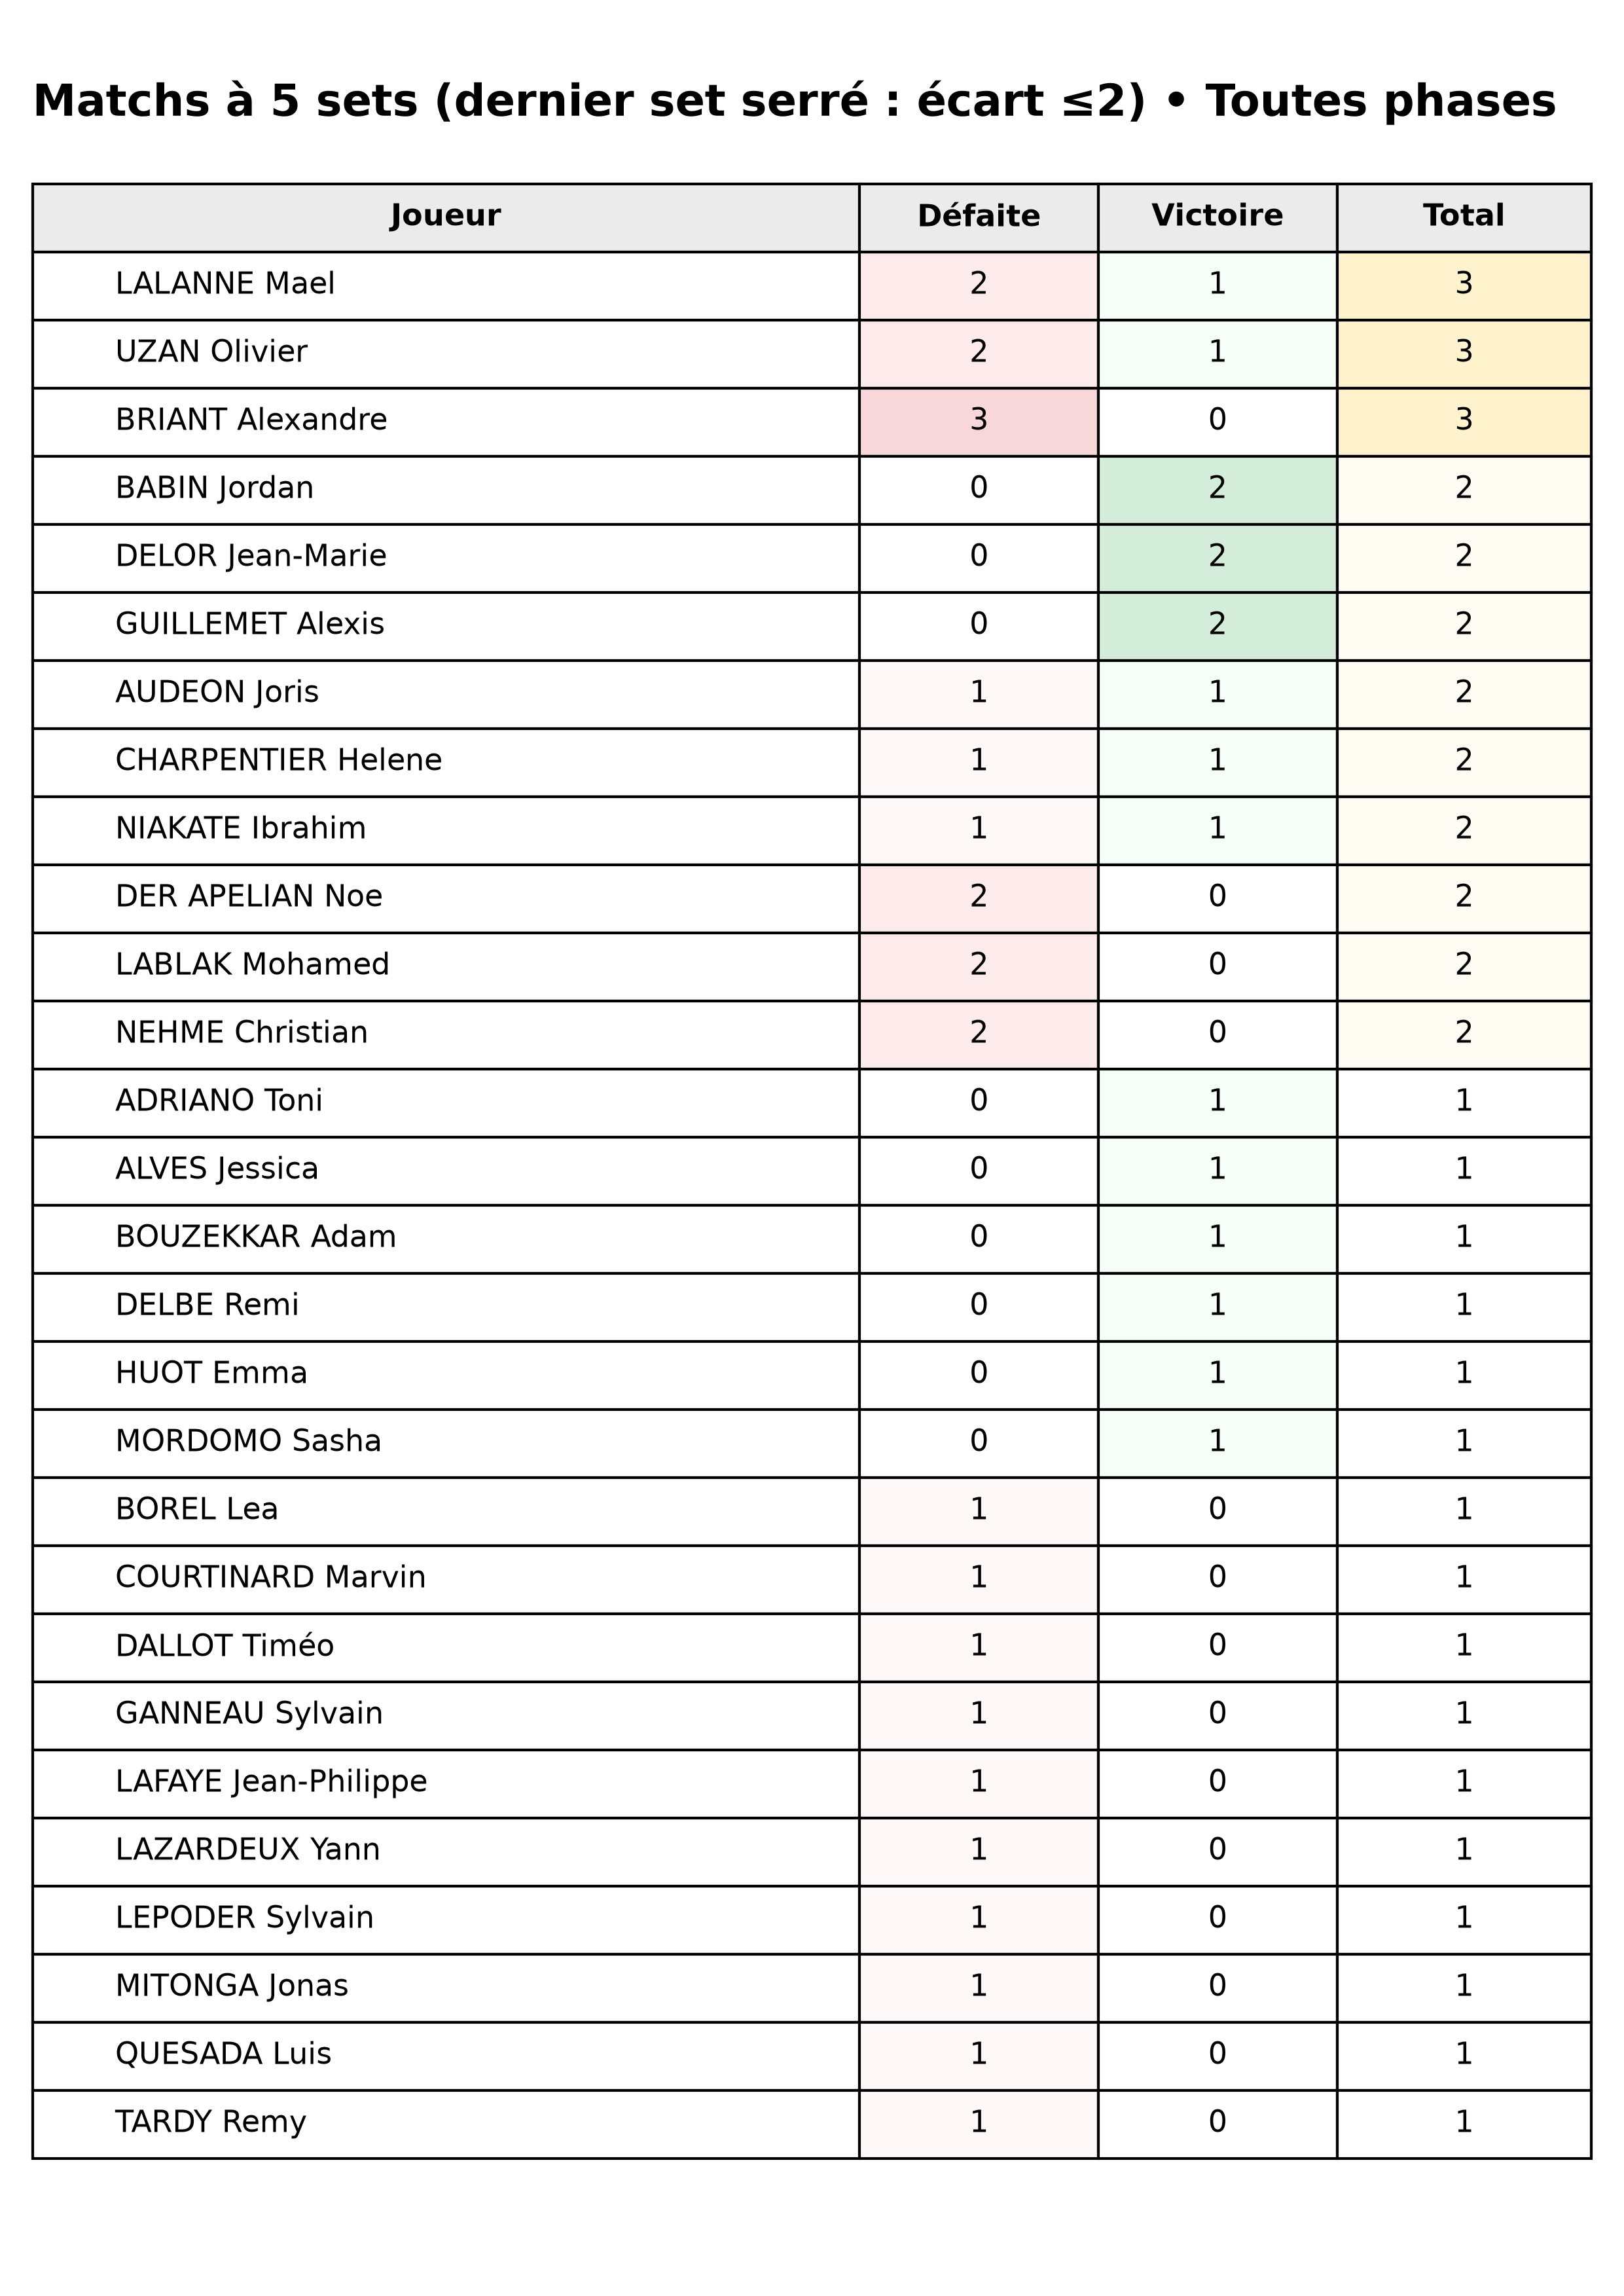 Matchs à 5 sets (dernier set serré : écart ≤2) • Toutes phases
Joueur Défaite Victoire Total
LALANNE Mael 2 1 3
UZAN Olivier 2 1 3
BRIANT Alexandre 3 0 3
BABIN Jordan 0 2 2
DELOR Jean-Marie 0 2 2
GUILLEMET Alexis 0 2 2
AUDEON Joris 1 1 2
CHARPENTIER Helene 1 1 2
NIAKATE Ibrahim 1 1 2
DER APELIAN Noe 2 0 2
LABLAK Mohamed 2 0 2
NEHME Christian 2 0 2
ADRIANO Toni 0 1 1
ALVES Jessica 0 1 1
BOUZEKKAR Adam 0 1 1
DELBE Remi 0 1 1
HUOT Emma 0 1 1
MORDOMO Sasha 0 1 1
BOREL Lea 1 0 1
COURTINARD Marvin 1 0 1
DALLOT Timéo 1 0 1
GANNEAU Sylvain 1 0 1
LAFAYE Jean-Philippe 1 0 1
LAZARDEUX Yann 1 0 1
LEPODER Sylvain 1 0 1
MITONGA Jonas 1 0 1
QUESADA Luis 1 0 1
TARDY Remy 1 0 1